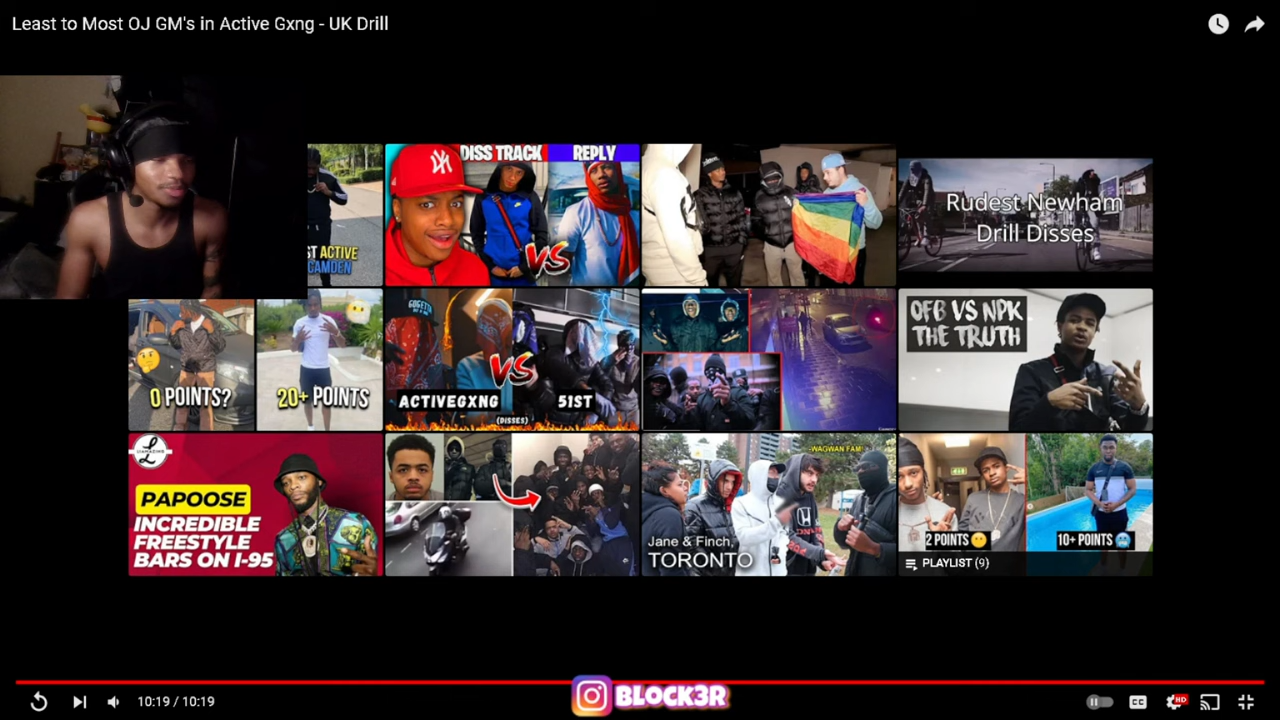 Least to Most OJ GM's in Active Gxng - UK Drill
ST ACTIVE
CAMDEN
DISS TRACK
REPLY
VS
Rudest Newham
Drill Disses
0 POINTS?
20+ POINTS
VS
ACTIVEGXNG
51ST
(DISSES)
OFB VS NPK
THE TRUTH
PAPOOSE
INCREDIBLE
FREESTYLE
BARS ON I-95
"WAGWAN FAM!"
Jane & Finch,
TORONTO
2 POINTS
10+ POINTS
PLAYLIST (9)
10:19 / 10:19
BLOCK3R
CC
HD